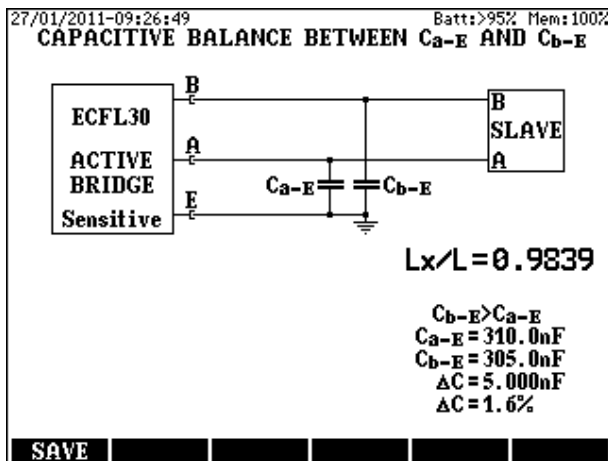 27/01/2011-09:26:49 Batt:>95% Mem:100%
CAPACITIVE BALANCE BETWEEN Ca-E AND Cb-E
B
B
ECFL30
SLAVE
A
A
ACTIVE
BRIDGE
Ca-E Cb-E
E
Sensitive
Lx/L=0.9839
Cb-E>Ca-E
Ca-E=310.0nF
Cb-E=305.0nF
ΔC=5.000nF
ΔC=1.6%
SAVE